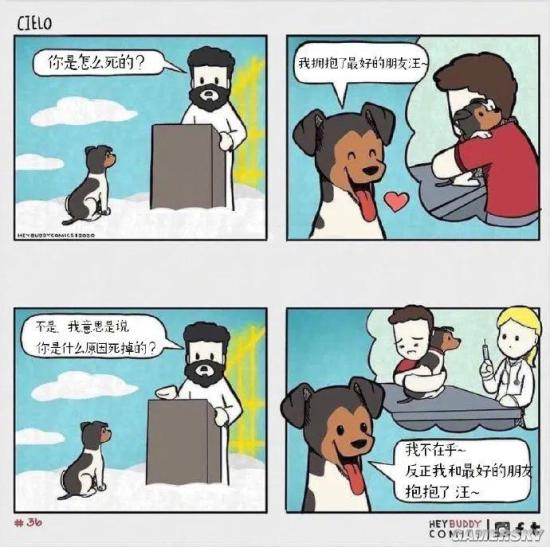 CIELO
你是怎么死的？
我拥抱了最好的朋友汪~
HEYBUDDYCOMICS©2020
不是，我意思是说
你是什么原因死掉的？
我不在乎~
反正我和最好的朋友
抱抱了 汪~
# 36
HEYBUDDY
COMICS
GAMERSKY